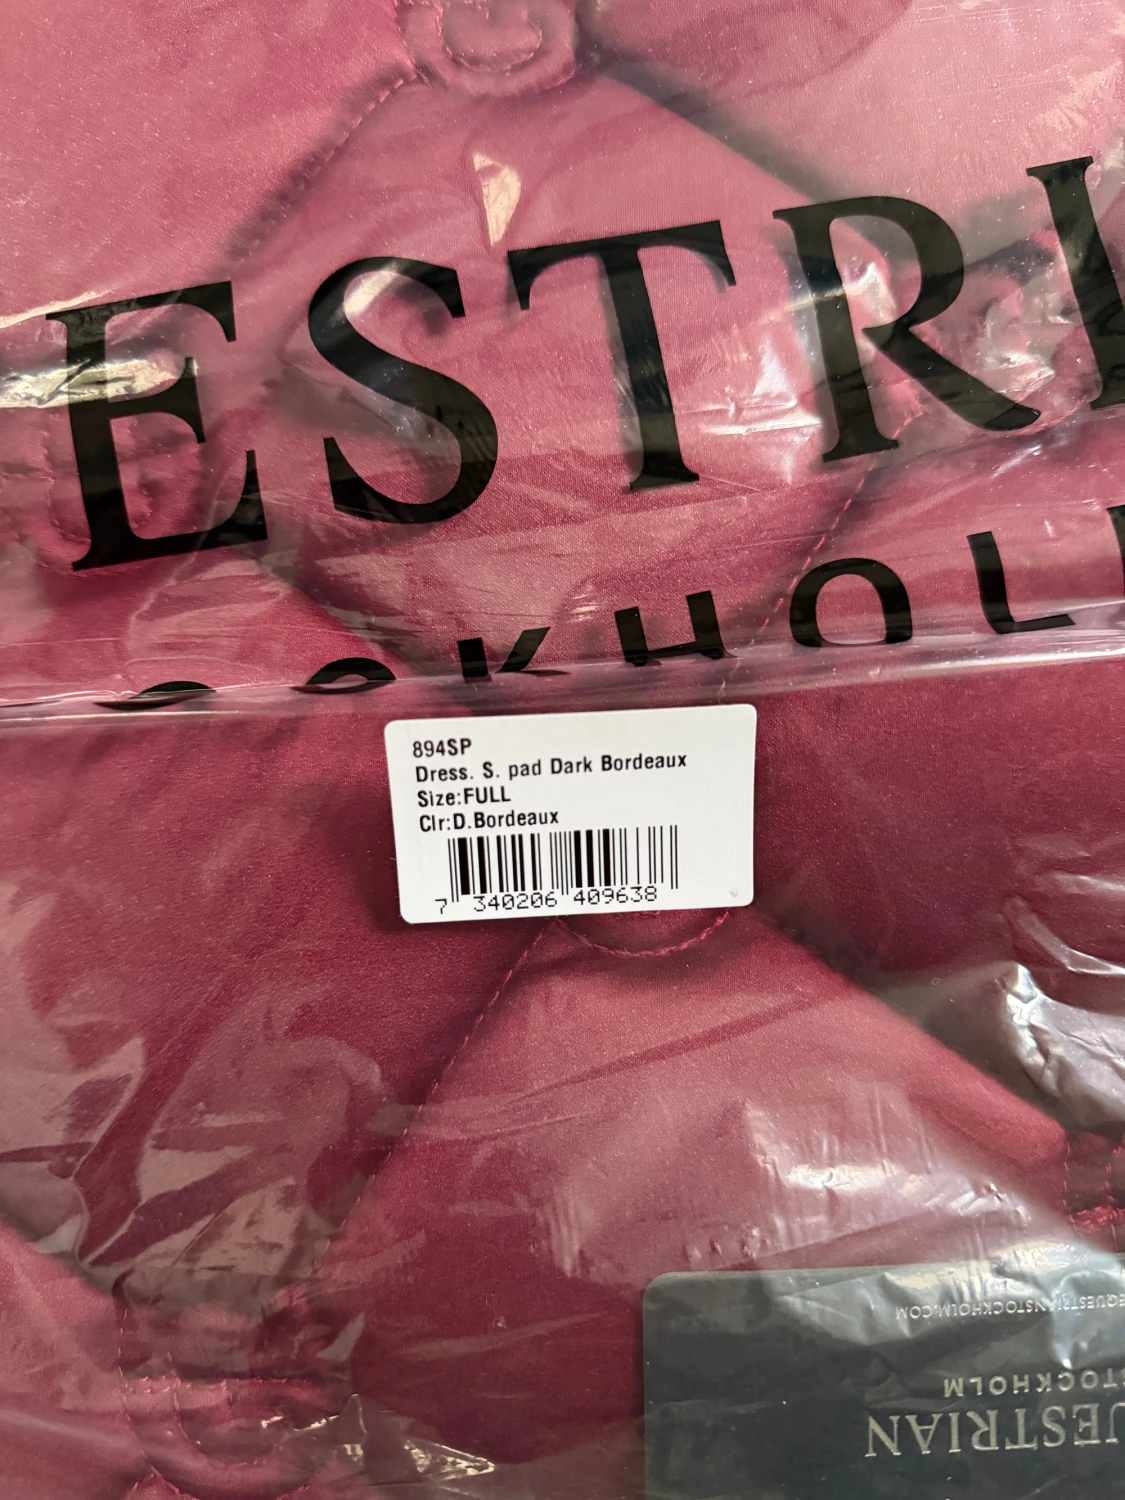 ESTRI
OCKHOL
894SP
Dress. S. pad Dark Bordeaux
Size:FULL
Clr:D.Bordeaux
7 340206 409638
EQUESTRIANSTOCKHOLM.COM
STOCKHOLM
UESTRIAN